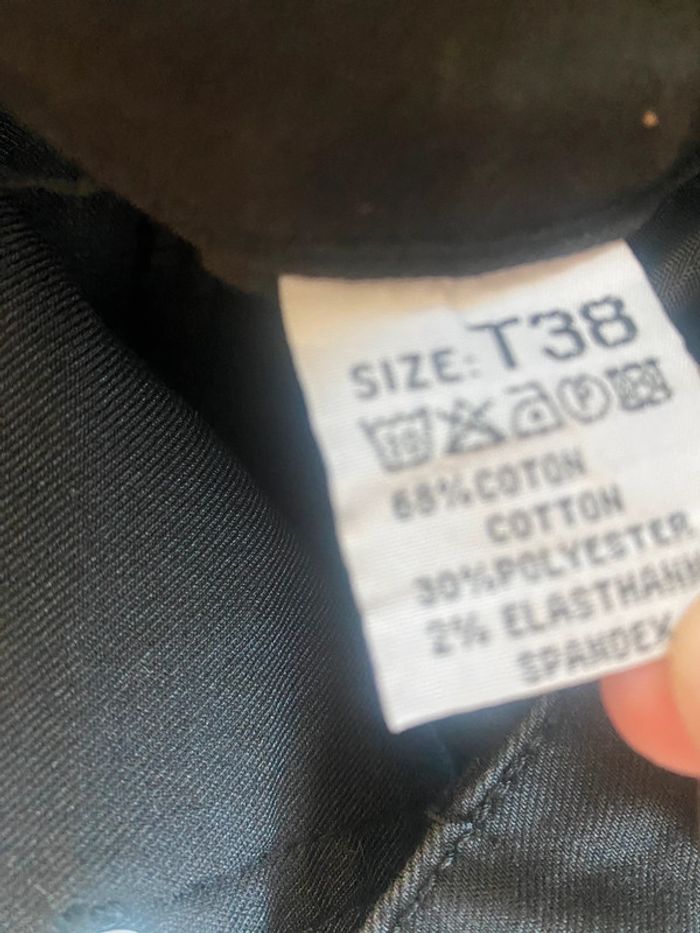 SIZE: T38
68% COTON
COTTON
30% POLYESTER
2% ELASTHANN
SPANDEX